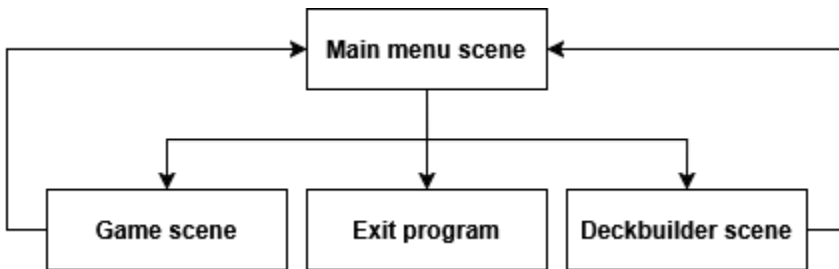 Main menu scene
Game scene
Exit program
Deckbuilder scene